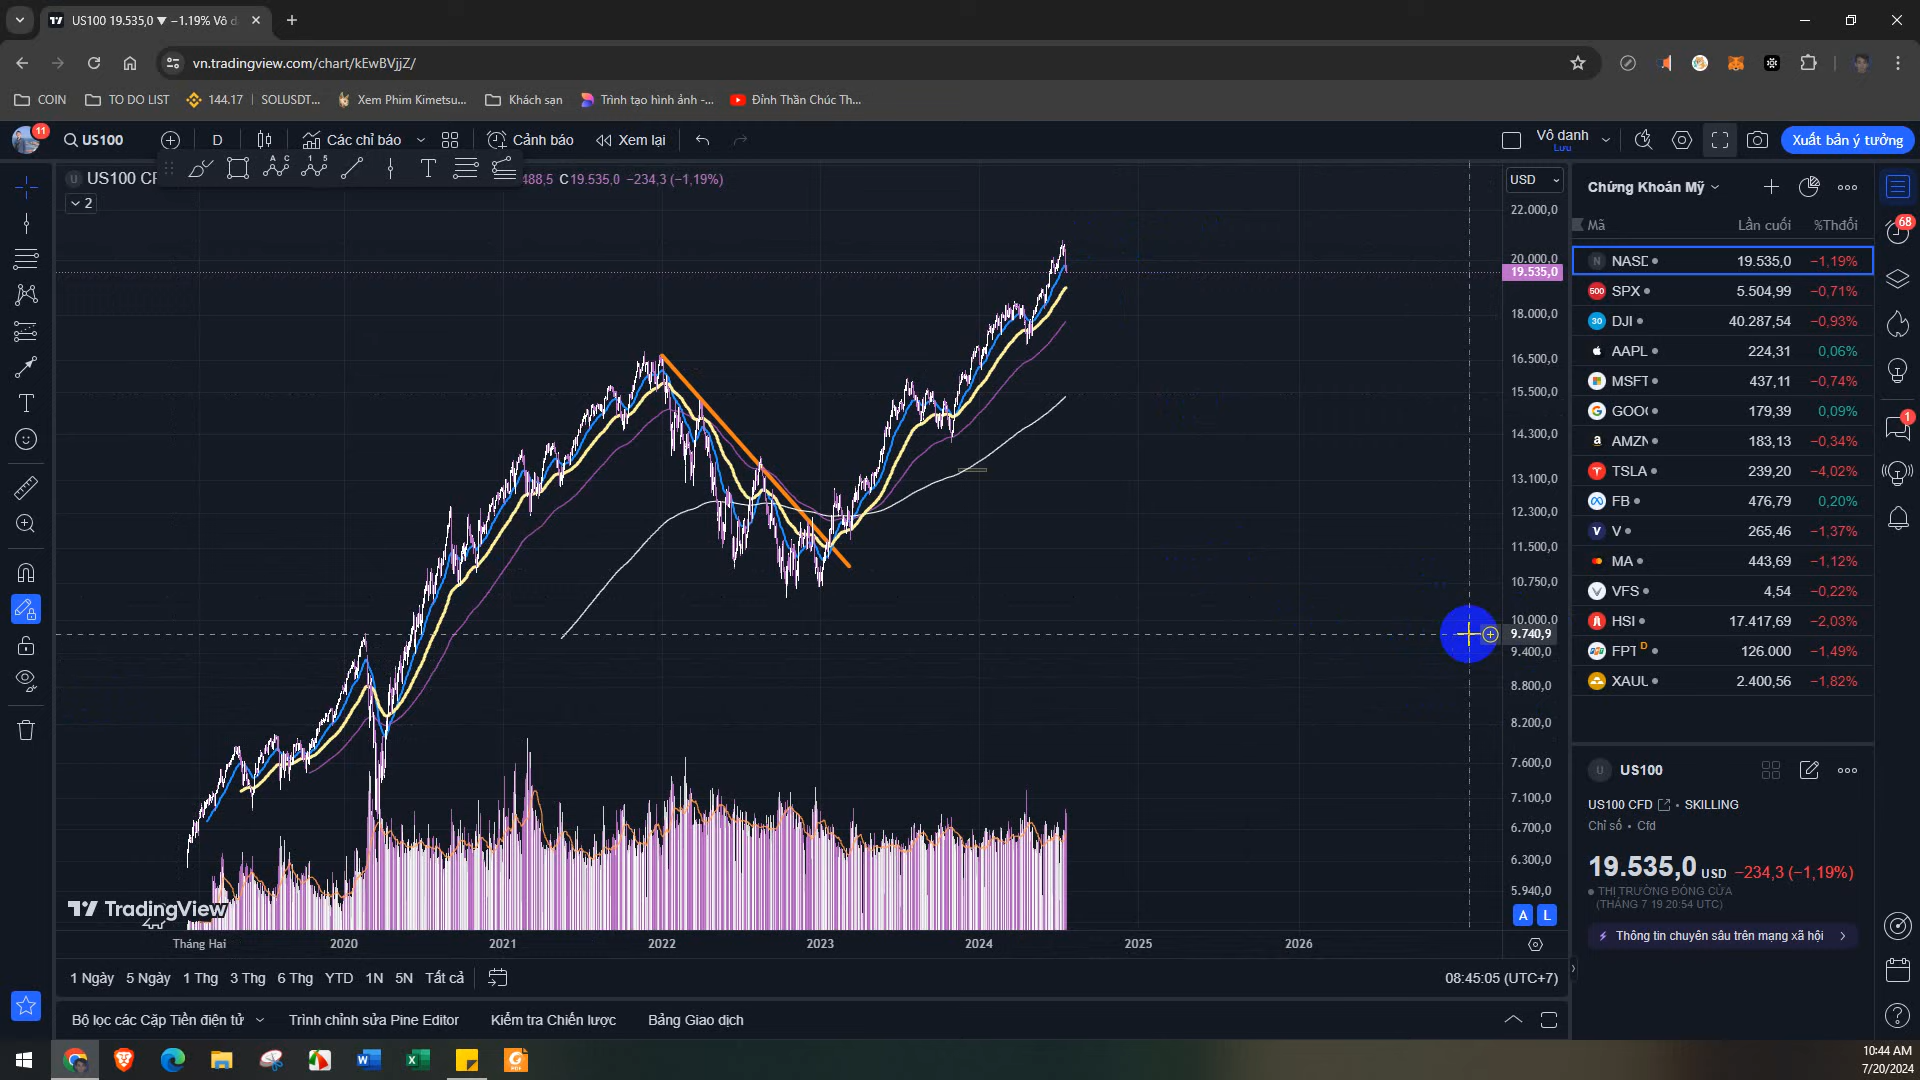 US100 19.535,0 ▼ −1.19% Vô d
vn.tradingview.com/chart/kEwBVjjZ/
COIN
TO DO LIST
144.17 | SOLUSDT...
Xem Phim Kimetsu...
Khách sạn
Trình tạo hình ảnh -...
Đỉnh Thần Chúc Th...
11
US100
D
Các chỉ báo
Cảnh báo
Xem lại
Vô danh
Lưu
Xuất bản ý tưởng
US100 CF
488,5 C19.535,0 −234,3 (−1,19%)
2
USD
22.000,0
20.000,0
19.535,0
18.000,0
16.500,0
15.500,0
14.300,0
13.100,0
12.300,0
11.500,0
10.750,0
10.000,0
9.740,9
9.400,0
8.800,0
8.200,0
7.600,0
7.100,0
6.700,0
6.300,0
5.940,0
A L
TradingView
Tháng Hai 2020 2021 2022 2023 2024 2025 2026
1 Ngày 5 Ngày 1 Thg 3 Thg 6 Thg YTD 1N 5N Tất cả
08:45:05 (UTC+7)
Bộ lọc các Cặp Tiền điện tử
Trình chỉnh sửa Pine Editor
Kiểm tra Chiến lược
Bảng Giao dịch
Chứng Khoán Mỹ
Mã Lần cuối %Thđổi
NASD 19.535,0 −1,19%
SPX 5.504,99 −0,71%
DJI 40.287,54 −0,93%
AAPL 224,31 0,06%
MSFT 437,11 −0,74%
GOO 179,39 0,09%
AMZN 183,13 −0,34%
TSLA 239,20 −4,02%
FB 476,79 0,20%
V 265,46 −1,37%
MA 443,69 −1,12%
VFS 4,54 −0,22%
HSI 17.417,69 −2,03%
FPT D 126.000 −1,49%
XAUU 2.400,56 −1,82%
US100
US100 CFD • SKILLING
Chỉ số • Cfd
19.535,0 USD −234,3 (−1,19%)
THỊ TRƯỜNG ĐÓNG CỬA
(THÁNG 7 19 20:54 UTC)
Thông tin chuyên sâu trên mạng xã hội
68
1
10:44 AM
7/20/2024